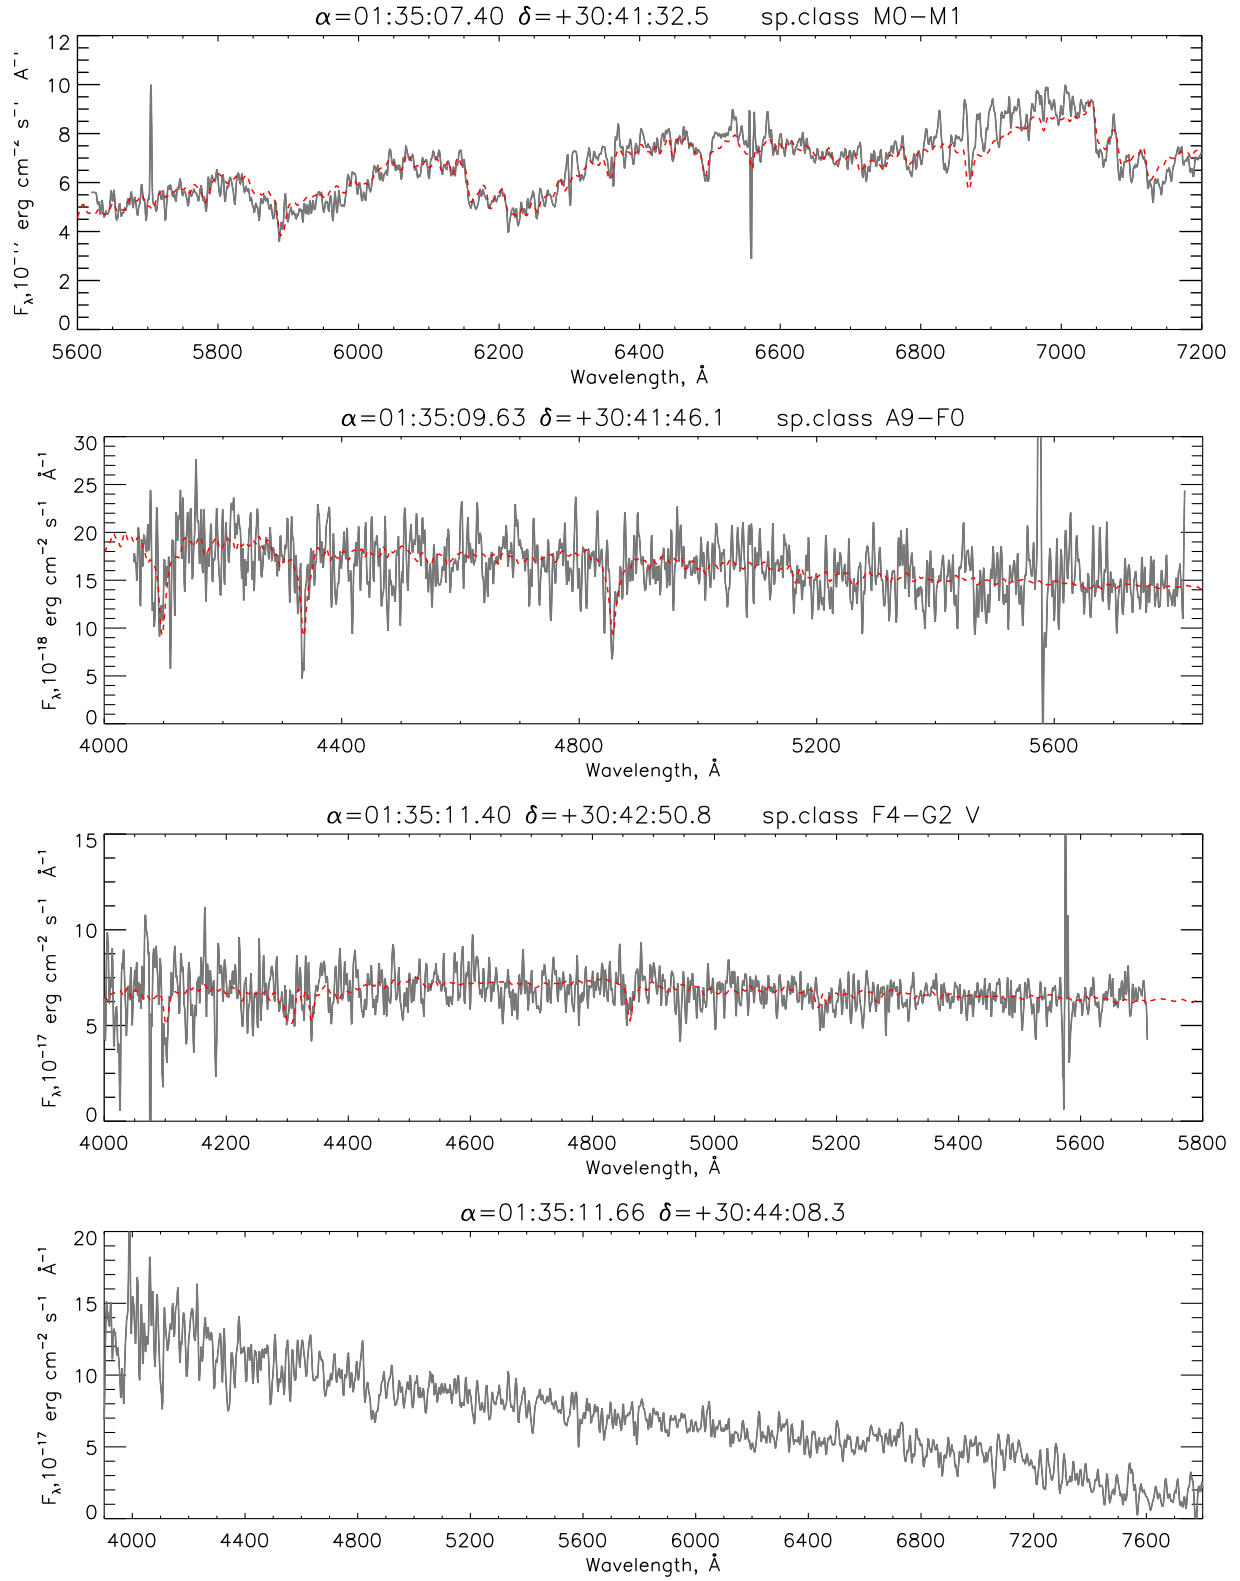 α=01:35:07.40 δ=+30:41:32.5 sp.class M0−M1
12
10
8
6
4
2
0
F_λ,10⁻¹⁷ erg cm⁻² s⁻¹ A⁻¹
5600 5800 6000 6200 6400 6600 6800 7000 7200
Wavelength, Å
α=01:35:09.63 δ=+30:41:46.1 sp.class A9−F0
30
25
20
15
10
5
0
F_λ,10⁻¹⁸ erg cm⁻² s⁻¹ Å⁻¹
4000 4400 4800 5200 5600
Wavelength, Å
α=01:35:11.40 δ=+30:42:50.8 sp.class F4−G2 V
15
10
5
0
F_λ,10⁻¹⁷ erg cm⁻² s⁻¹ Å⁻¹
4000 4200 4400 4600 4800 5000 5200 5400 5600 5800
Wavelength, Å
α=01:35:11.66 δ=+30:44:08.3
20
15
10
5
0
F_λ,10⁻¹⁷ erg cm⁻² s⁻¹ Å⁻¹
4000 4400 4800 5200 5600 6000 6400 6800 7200 7600
Wavelength, Å